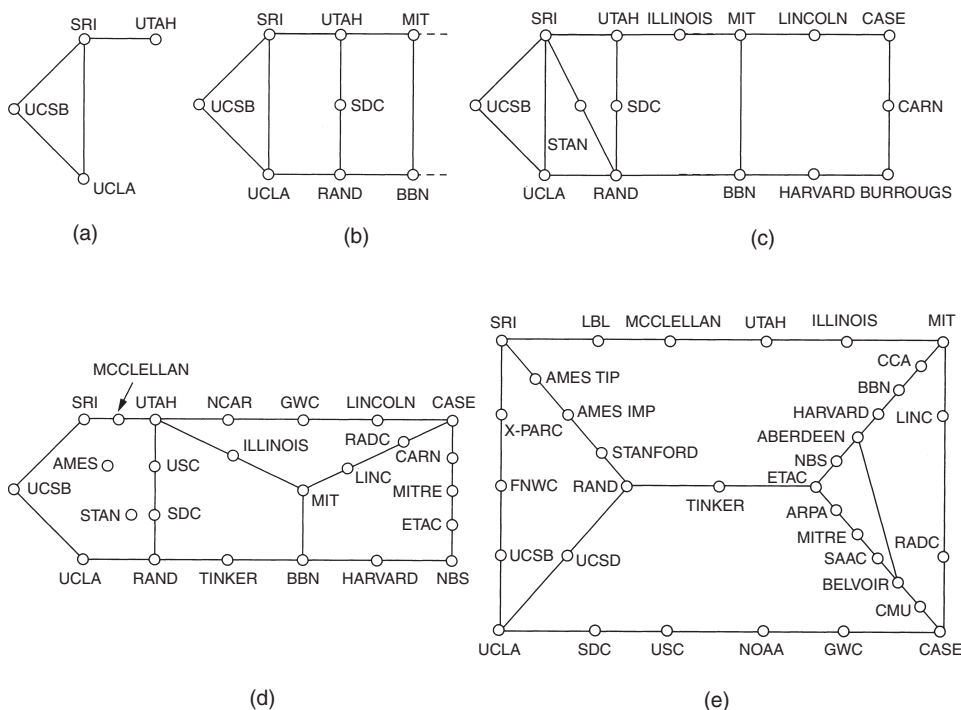 SRI UTAH
UCSB
UCLA
(a)
SRI UTAH MIT
UCSB SDC
UCLA RAND BBN
(b)
SRI UTAH ILLINOIS MIT LINCOLN CASE
UCSB SDC CARN
STAN
UCLA RAND BBN HARVARD BURROUGS
(c)
MCCLELLAN
SRI UTAH NCAR GWC LINCOLN CASE
ILLINOIS RADC
AMES USC LINC CARN
UCSB MIT MITRE
STAN SDC ETAC
UCLA RAND TINKER BBN HARVARD NBS
(d)
SRI LBL MCCLELLAN UTAH ILLINOIS MIT
CCA
AMES TIP BBN
AMES IMP HARVARD LINC
X-PARC ABERDEEN
STANFORD NBS
FNWC RAND TINKER ETAC
ARPA
MITRE
UCSB UCSD SAAC RADC
BELVOIR
CMU
UCLA SDC USC NOAA GWC CASE
(e)